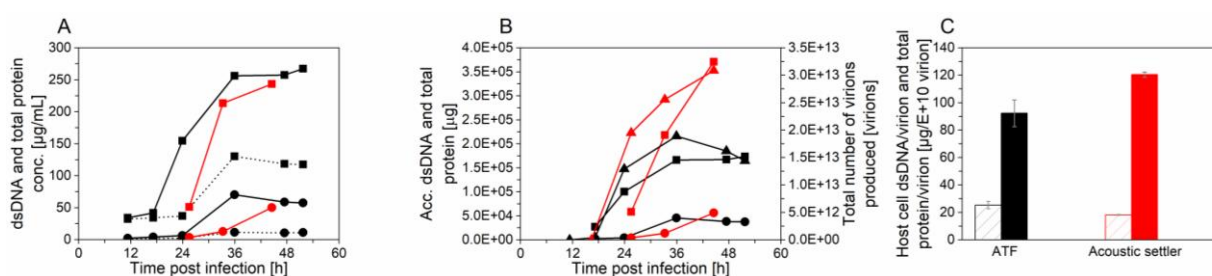 A
dsDNA and total protein
conc. [µg/mL]
300
250
200
150
100
50
0
0 12 24 36 48 60
Time post infection [h]
B
Acc. dsDNA and total
protein [µg]
4.0E+05
3.5E+05
3.0E+05
2.5E+05
2.0E+05
1.5E+05
1.0E+05
5.0E+04
0.0E+00
0 12 24 36 48 60
Time post infection [h]
3.5E+13
3.0E+13
2.5E+13
2.0E+13
1.5E+13
1.0E+13
5.0E+12
0.0E+00
Total number of virions
produced [virions]
C
Host cell dsDNA/virion and total
protein/virion [µg/E+10 virion]
140
120
100
80
60
40
20
0
ATF Acoustic settler